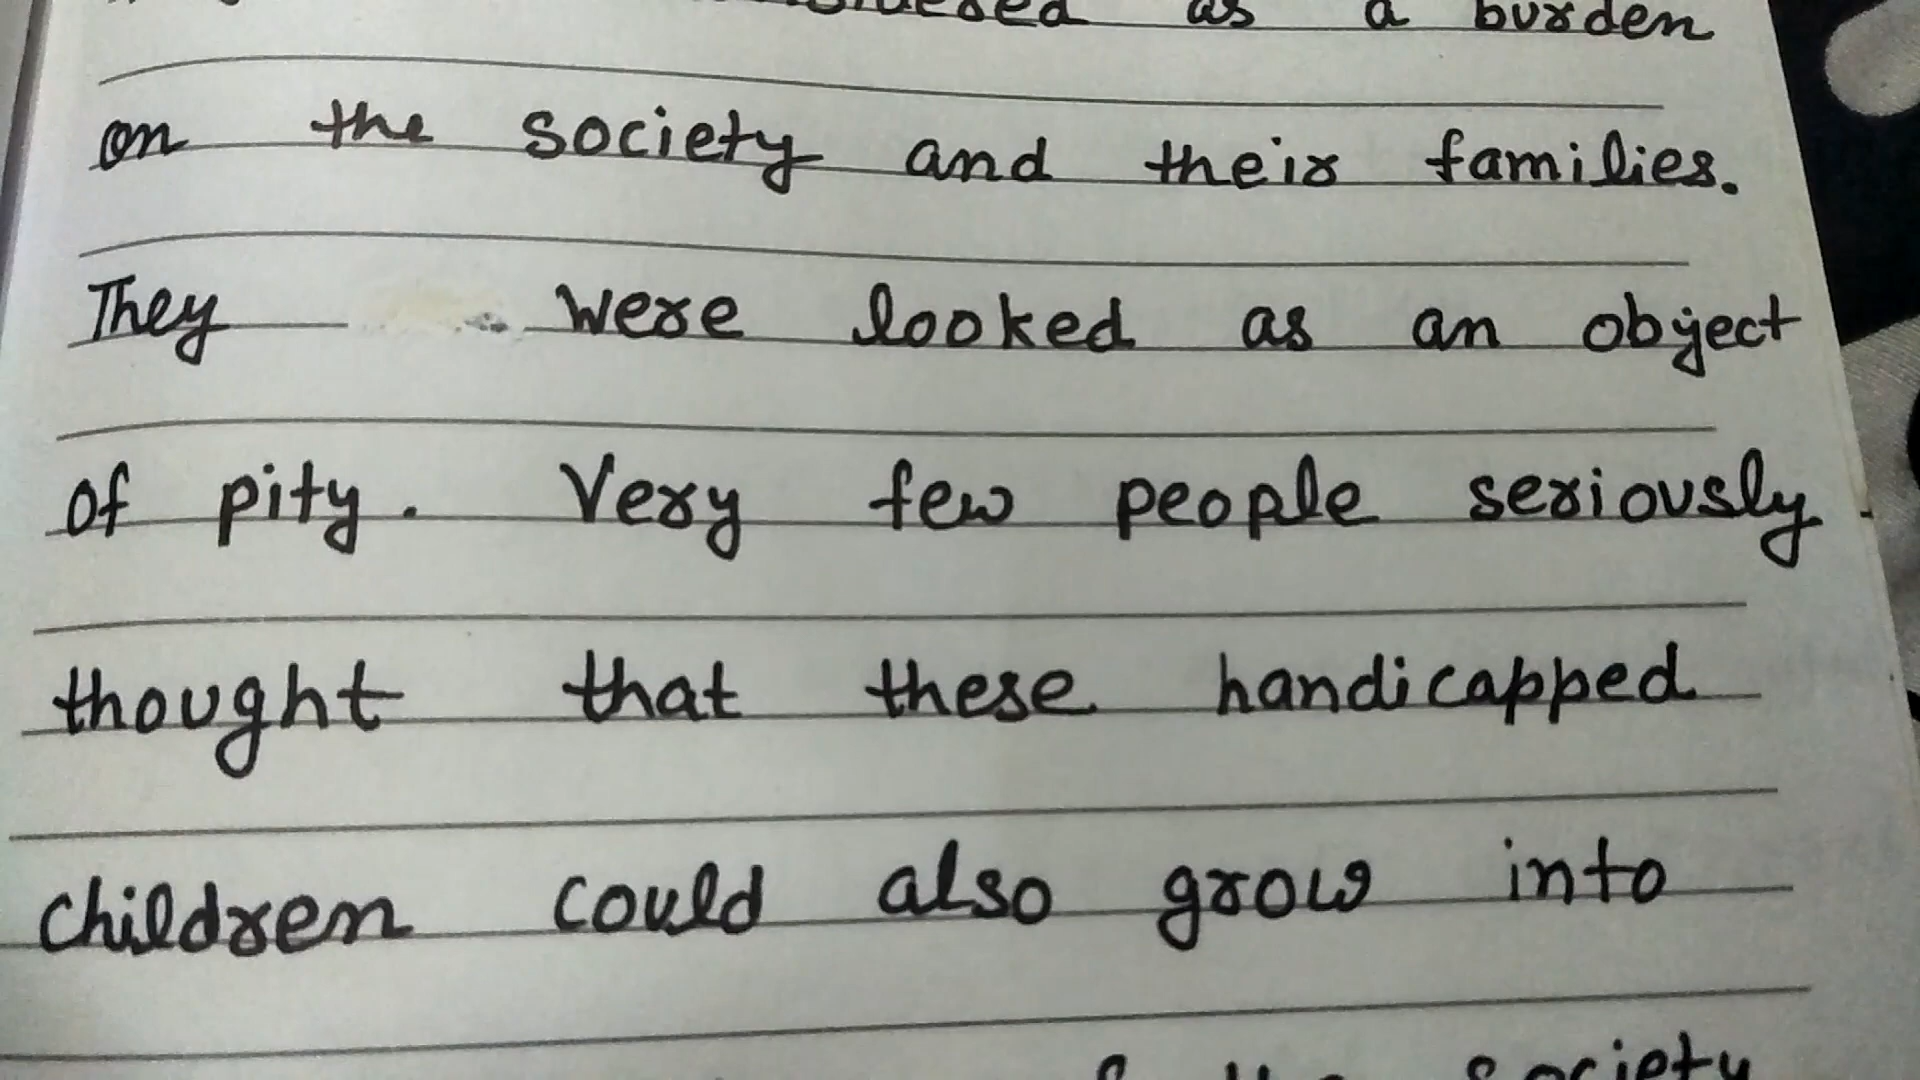 as a burden
on the society and their families.
They were looked as an object
of pity. Very few people seriously
thought that these handicapped
children could also grow into
society